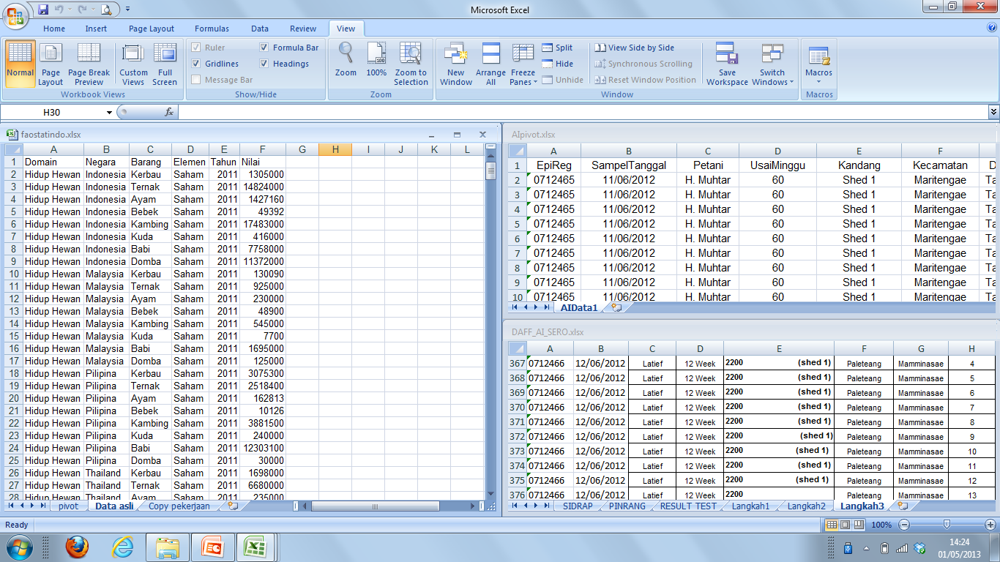 Microsoft Excel
Home Insert Page Layout Formulas Data Review View
Normal Page Layout Page Break Preview Custom Views Full Screen
Workbook Views
Ruler Formula Bar
Gridlines Headings
Message Bar
Show/Hide
Zoom 100% Zoom to Selection
Zoom
New Window Arrange All Freeze Panes
Split
Hide
Unhide
View Side by Side
Synchronous Scrolling
Reset Window Position
Save Workspace Switch Windows
Window
Macros
Macros
H30 fx
faostatindo.xlsx
A B C D E F G H I J K L
1 Domain Negara Barang Elemen Tahun Nilai
2 Hidup Hewan Indonesia Kerbau Saham 2011 1305000
3 Hidup Hewan Indonesia Ternak Saham 2011 14824000
4 Hidup Hewan Indonesia Ayam Saham 2011 1427160
5 Hidup Hewan Indonesia Bebek Saham 2011 49392
6 Hidup Hewan Indonesia Kambing Saham 2011 17483000
7 Hidup Hewan Indonesia Kuda Saham 2011 416000
8 Hidup Hewan Indonesia Babi Saham 2011 7758000
9 Hidup Hewan Indonesia Domba Saham 2011 11372000
10 Hidup Hewan Malaysia Kerbau Saham 2011 130090
11 Hidup Hewan Malaysia Ternak Saham 2011 925000
12 Hidup Hewan Malaysia Ayam Saham 2011 230000
13 Hidup Hewan Malaysia Bebek Saham 2011 48900
14 Hidup Hewan Malaysia Kambing Saham 2011 545000
15 Hidup Hewan Malaysia Kuda Saham 2011 7700
16 Hidup Hewan Malaysia Babi Saham 2011 1695000
17 Hidup Hewan Malaysia Domba Saham 2011 125000
18 Hidup Hewan Pilipina Kerbau Saham 2011 3075300
19 Hidup Hewan Pilipina Ternak Saham 2011 2518400
20 Hidup Hewan Pilipina Ayam Saham 2011 162813
21 Hidup Hewan Pilipina Bebek Saham 2011 10126
22 Hidup Hewan Pilipina Kambing Saham 2011 3881500
23 Hidup Hewan Pilipina Kuda Saham 2011 240000
24 Hidup Hewan Pilipina Babi Saham 2011 12303100
25 Hidup Hewan Pilipina Domba Saham 2011 30000
26 Hidup Hewan Thailand Kerbau Saham 2011 1698000
27 Hidup Hewan Thailand Ternak Saham 2011 6680000
28 Hidup Hewan Thailand Ayam Saham 2011 235000
pivot Data asli Copy pekerjaan
AIpivot.xlsx
A B C D E F
1 EpiReg SampelTanggal Petani UsaiMinggu Kandang Kecamatan D
2 0712465 11/06/2012 H. Muhtar 60 Shed 1 Maritengae Ta
3 0712465 11/06/2012 H. Muhtar 60 Shed 1 Maritengae Ta
4 0712465 11/06/2012 H. Muhtar 60 Shed 1 Maritengae Ta
5 0712465 11/06/2012 H. Muhtar 60 Shed 1 Maritengae Ta
6 0712465 11/06/2012 H. Muhtar 60 Shed 1 Maritengae Ta
7 0712465 11/06/2012 H. Muhtar 60 Shed 1 Maritengae Ta
8 0712465 11/06/2012 H. Muhtar 60 Shed 1 Maritengae Ta
9 0712465 11/06/2012 H. Muhtar 60 Shed 1 Maritengae Ta
10 0712465 11/06/2012 H. Muhtar 60 Shed 1 Maritengae Ta
AIData1
DAFF_AI_SERO.xlsx
A B C D E F G H
367 0712466 12/06/2012 Latief 12 Week 2200 (shed 1) Paleteang Mamminasae 4
368 0712466 12/06/2012 Latief 12 Week 2200 (shed 1) Paleteang Mamminasae 5
369 0712466 12/06/2012 Latief 12 Week 2200 (shed 1) Paleteang Mamminasae 6
370 0712466 12/06/2012 Latief 12 Week 2200 (shed 1) Paleteang Mamminasae 7
371 0712466 12/06/2012 Latief 12 Week 2200 (shed 1) Paleteang Mamminasae 8
372 0712466 12/06/2012 Latief 12 Week 2200 (shed 1) Paleteang Mamminasae 9
373 0712466 12/06/2012 Latief 12 Week 2200 (shed 1) Paleteang Mamminasae 10
374 0712466 12/06/2012 Latief 12 Week 2200 (shed 1) Paleteang Mamminasae 11
375 0712466 12/06/2012 Latief 12 Week 2200 (shed 1) Paleteang Mamminasae 12
376 0712466 12/06/2012 Latief 12 Week 2200 Paleteang Mamminasae 13
SIDRAP PINRANG RESULT TEST Langkah1 Langkah2 Langkah3
Ready 100%
14:24
01/05/2013